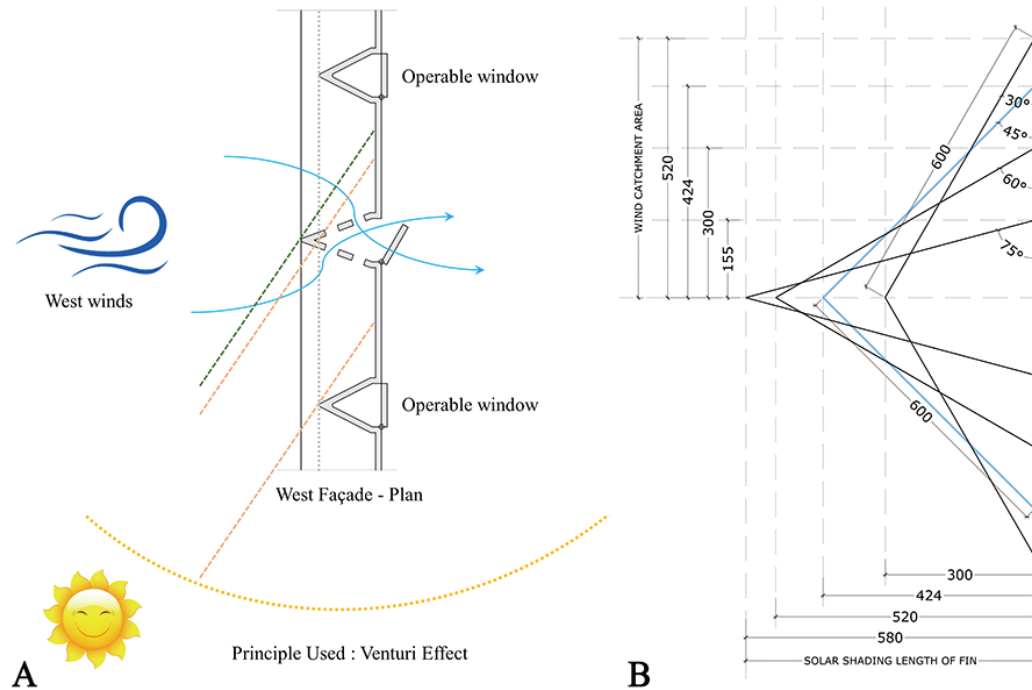 Operable window
West winds
Operable window
West Façade - Plan
Principle Used : Venturi Effect
A
WIND CATCHMENT AREA
520
424
300
155
600
30°
45°
60°
75°
600
300
424
520
580
SOLAR SHADING LENGTH OF FIN
B